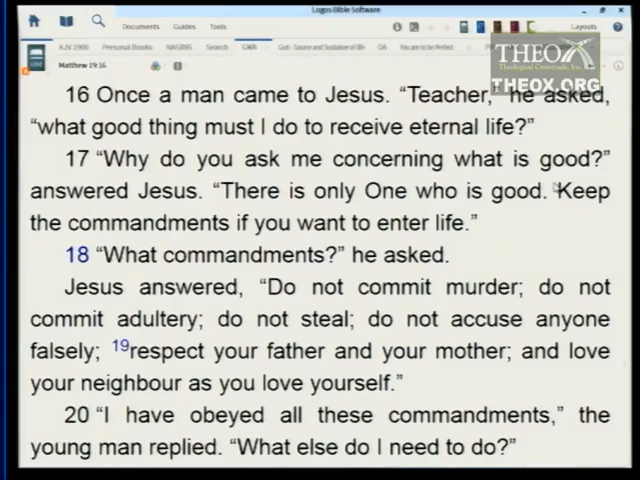 Logos Bible Software
Documents Guides Tools
Layouts
KJV 1900 Personal Books NASB95 Search GNB God - Source and Sustainer of life OA You are to be Perfect
THEOX
Theological Crossroads, Inc.
THEOX.ORG
Matthew 19:16
16 Once a man came to Jesus. “Teacher,” he asked,
“what good thing must I do to receive eternal life?”
17 “Why do you ask me concerning what is good?”
answered Jesus. “There is only One who is good. Keep
the commandments if you want to enter life.”
18 “What commandments?” he asked.
Jesus answered, “Do not commit murder; do not
commit adultery; do not steal; do not accuse anyone
falsely; 19respect your father and your mother; and love
your neighbour as you love yourself.”
20 “I have obeyed all these commandments,” the
young man replied. “What else do I need to do?”